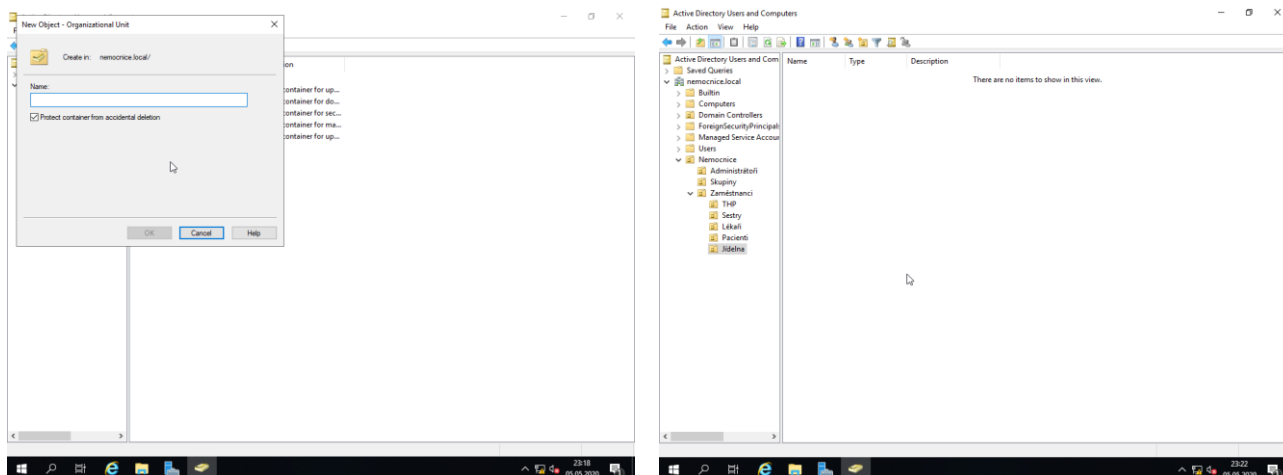 New Object - Organizational Unit
Create in: nemocnice.local/
Name:
Protect container from accidental deletion
OK Cancel Help
container for up...
container for do...
container for sec...
container for ma...
container for up...
23:18
05.05.2020
Active Directory Users and Computers
File Action View Help
Active Directory Users and Com
Saved Queries
nemocnice.local
Builtin
Computers
Domain Controllers
ForeignSecurityPrincipals
Managed Service Accour
Users
Nemocnice
Administrátoři
Skupiny
Zaměstnanci
THP
Sestry
Lékaři
Pacienti
Jídelna
Name Type Description
There are no items to show in this view.
23:22
05.05.2020